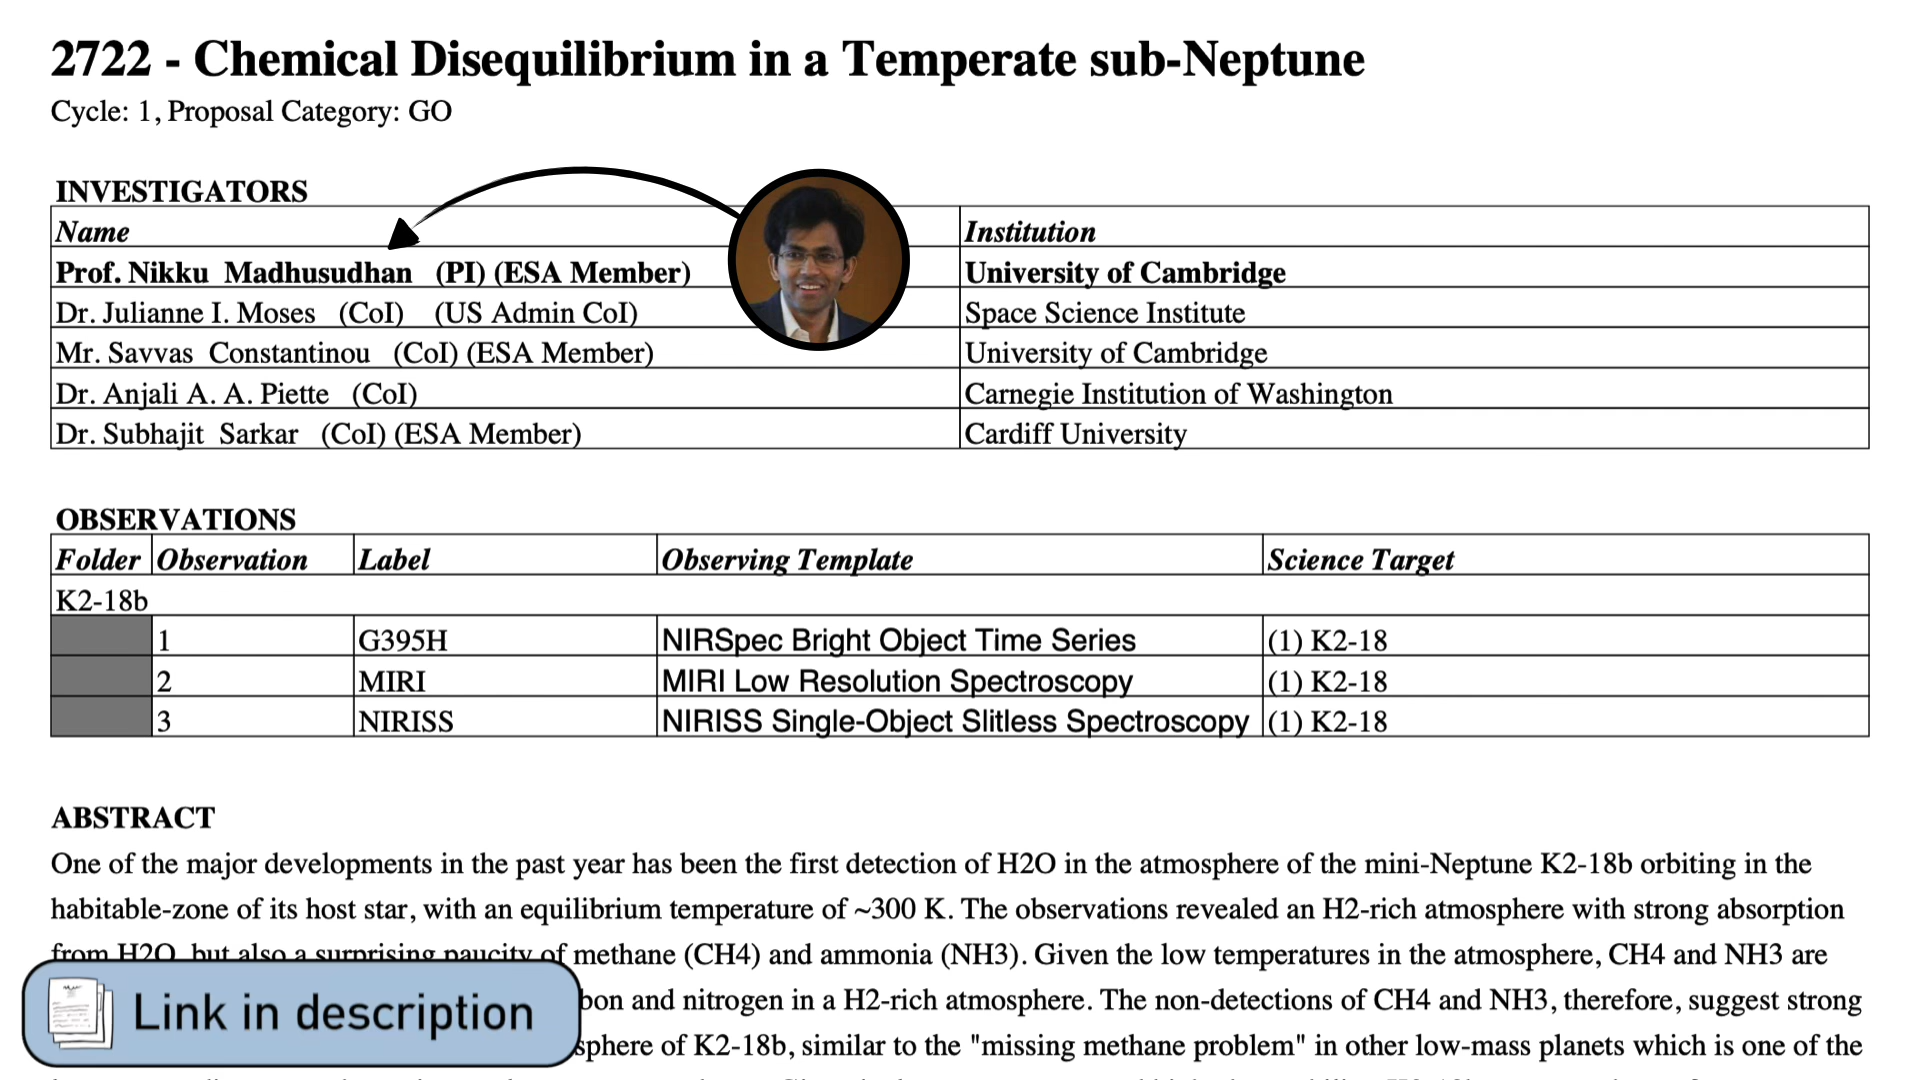 2722 - Chemical Disequilibrium in a Temperate sub-Neptune
Cycle: 1, Proposal Category: GO
INVESTIGATORS
Name Institution
Prof. Nikku Madhusudhan (PI) (ESA Member) University of Cambridge
Dr. Julianne I. Moses (CoI) (US Admin CoI) Space Science Institute
Mr. Savvas Constantinou (CoI) (ESA Member) University of Cambridge
Dr. Anjali A. A. Piette (CoI) Carnegie Institution of Washington
Dr. Subhajit Sarkar (CoI) (ESA Member) Cardiff University
OBSERVATIONS
Folder Observation Label Observing Template Science Target
K2-18b
1 G395H NIRSpec Bright Object Time Series (1) K2-18
2 MIRI MIRI Low Resolution Spectroscopy (1) K2-18
3 NIRISS NIRISS Single-Object Slitless Spectroscopy (1) K2-18
ABSTRACT
One of the major developments in the past year has been the first detection of H2O in the atmosphere of the mini-Neptune K2-18b orbiting in the
habitable-zone of its host star, with an equilibrium temperature of ~300 K. The observations revealed an H2-rich atmosphere with strong absorption
from H2O, but also a surprising paucity of methane (CH4) and ammonia (NH3). Given the low temperatures in the atmosphere, CH4 and NH3 are
bon and nitrogen in a H2-rich atmosphere. The non-detections of CH4 and NH3, therefore, suggest strong
sphere of K2-18b, similar to the "missing methane problem" in other low-mass planets which is one of the
Link in description